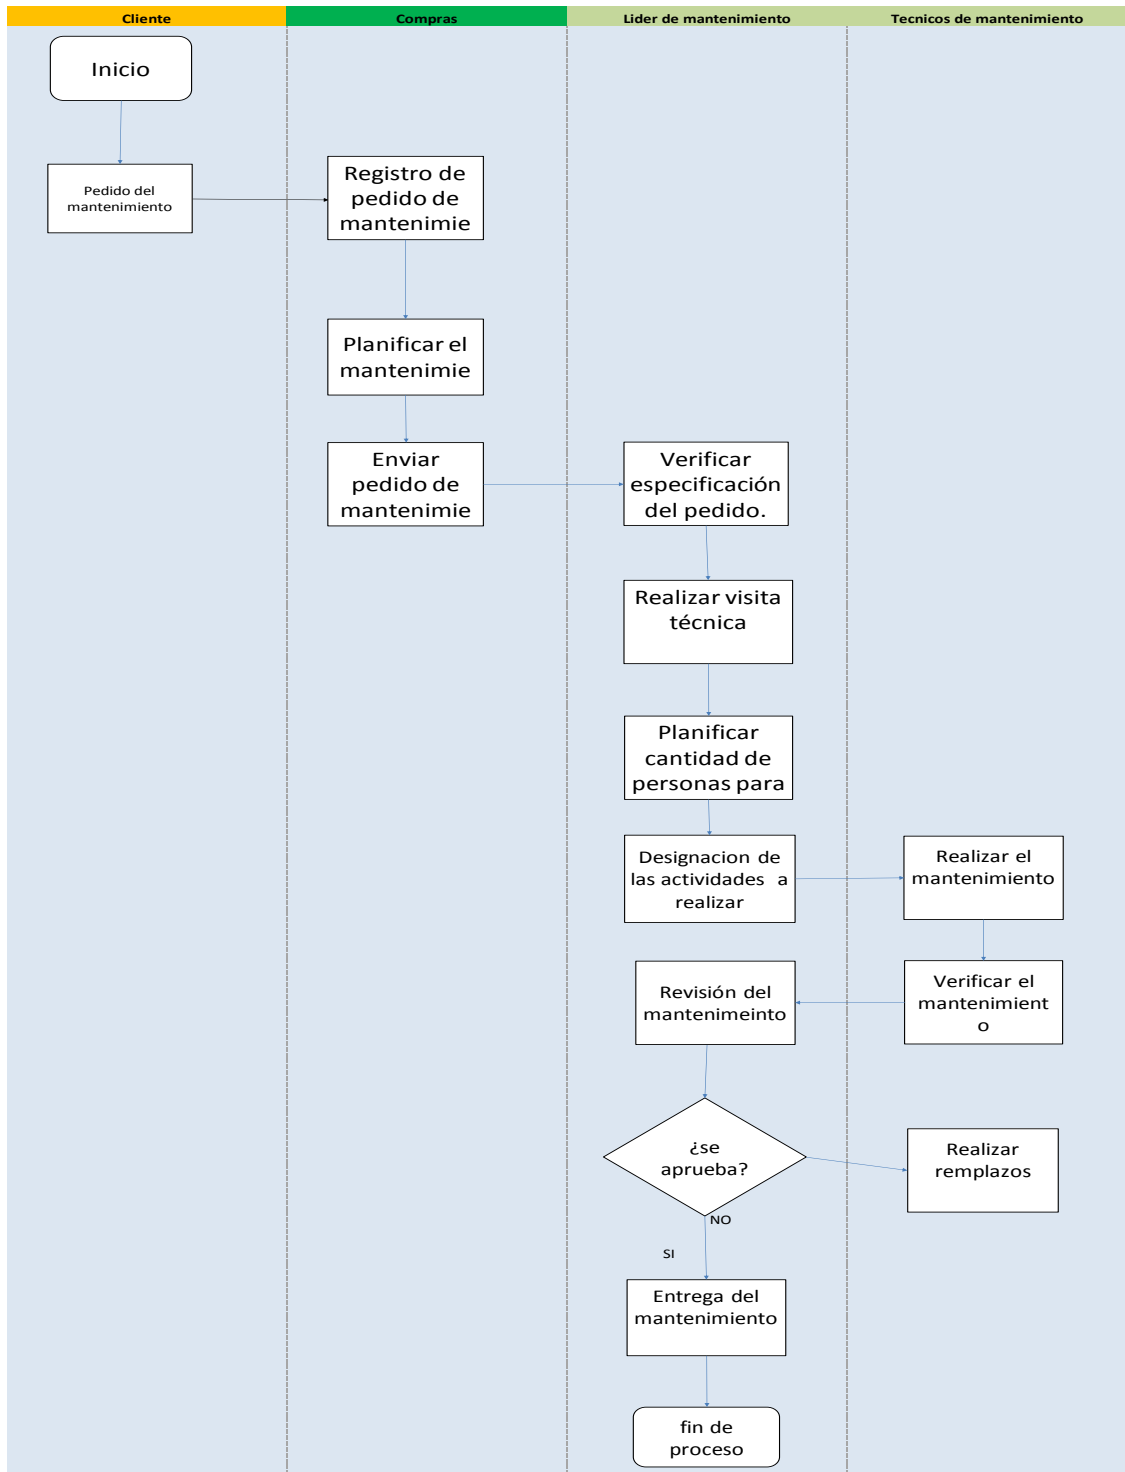 Cliente
Compras
Lider de mantenimiento
Tecnicos de mantenimiento
Inicio
Pedido del
mantenimiento
Registro de
pedido de
mantenimie
Planificar el
mantenimie
Enviar
pedido de
mantenimie
Verificar
especificación
del pedido.
Realizar visita
técnica
Planificar
cantidad de
personas para
Designacion de
las actividades a
realizar
Realizar el
mantenimiento
Verificar el
mantenimient
o
Revisión del
mantenimeinto
¿se
aprueba?
Realizar
remplazos
NO
SI
Entrega del
mantenimiento
fin de
proceso